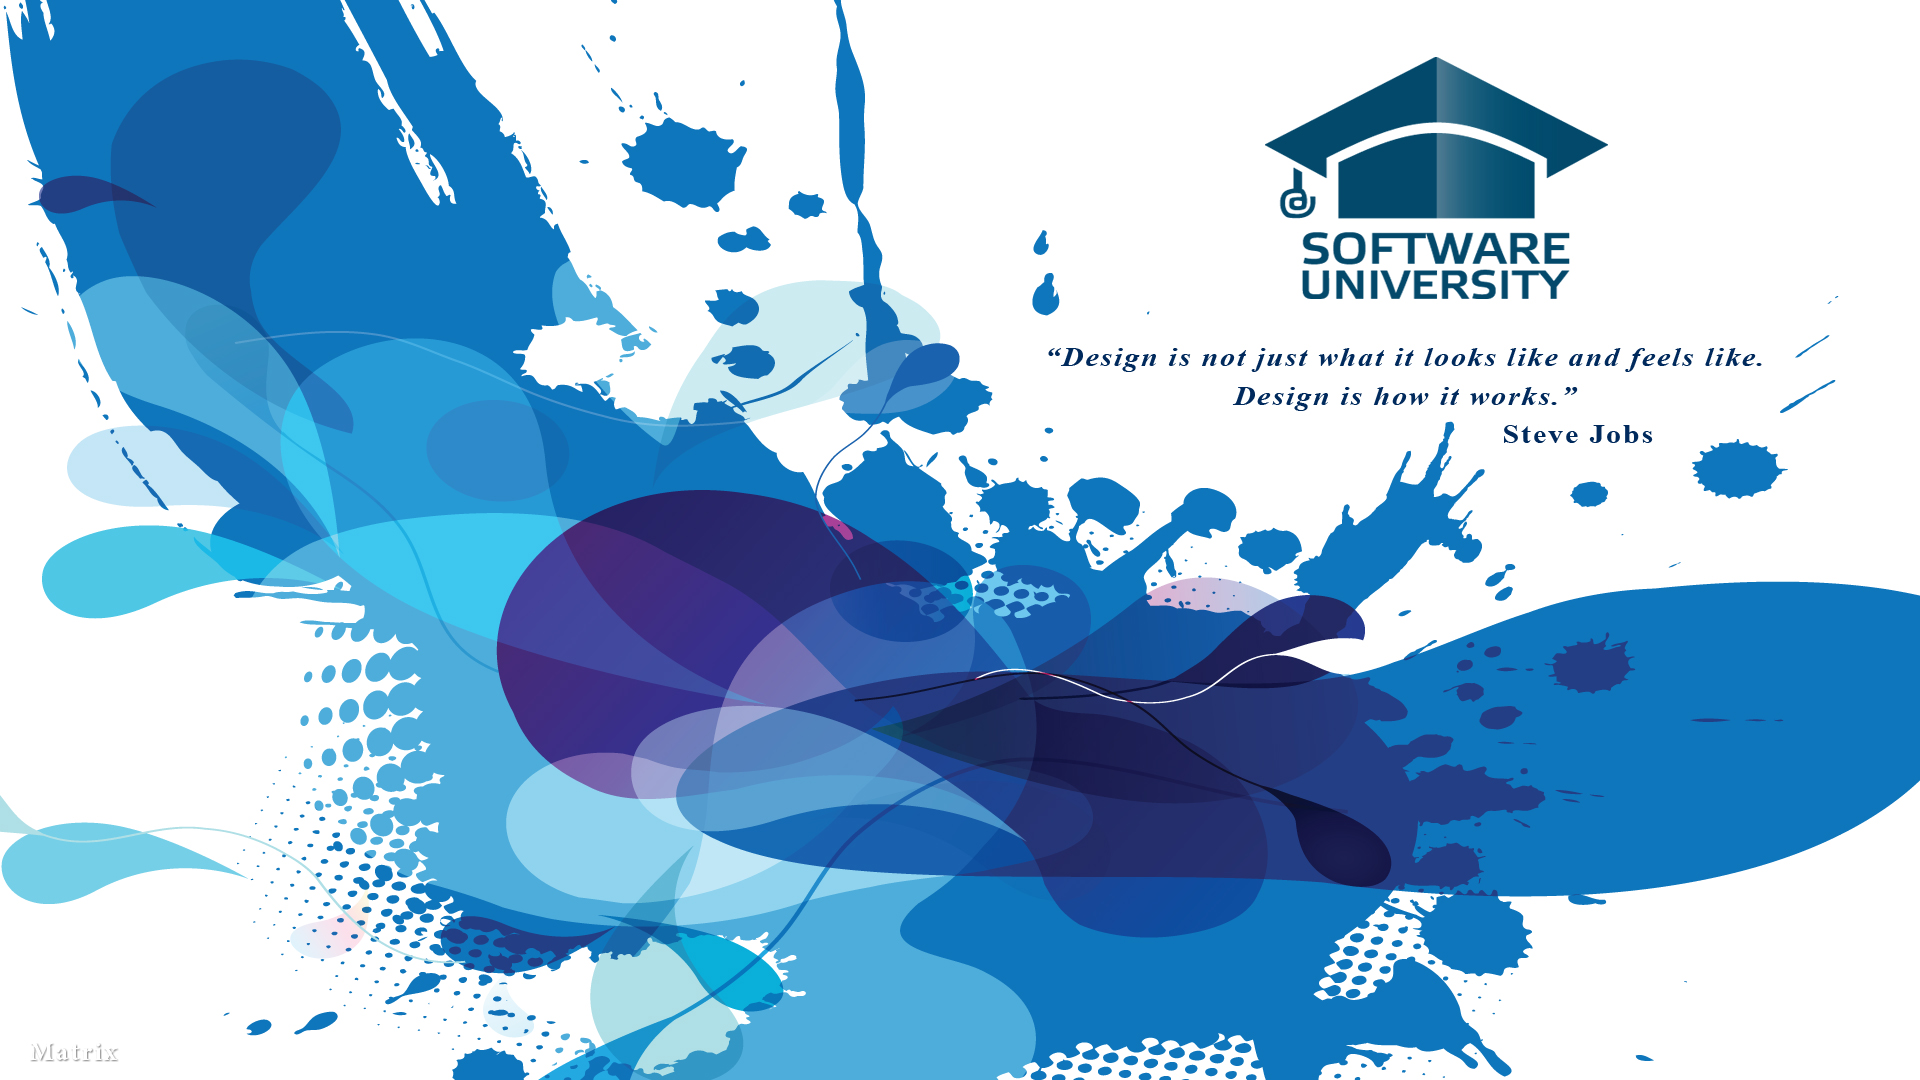 SOFTWARE
UNIVERSITY
“Design is not just what it looks like and feels like.
Design is how it works.”
Steve Jobs
Matrix